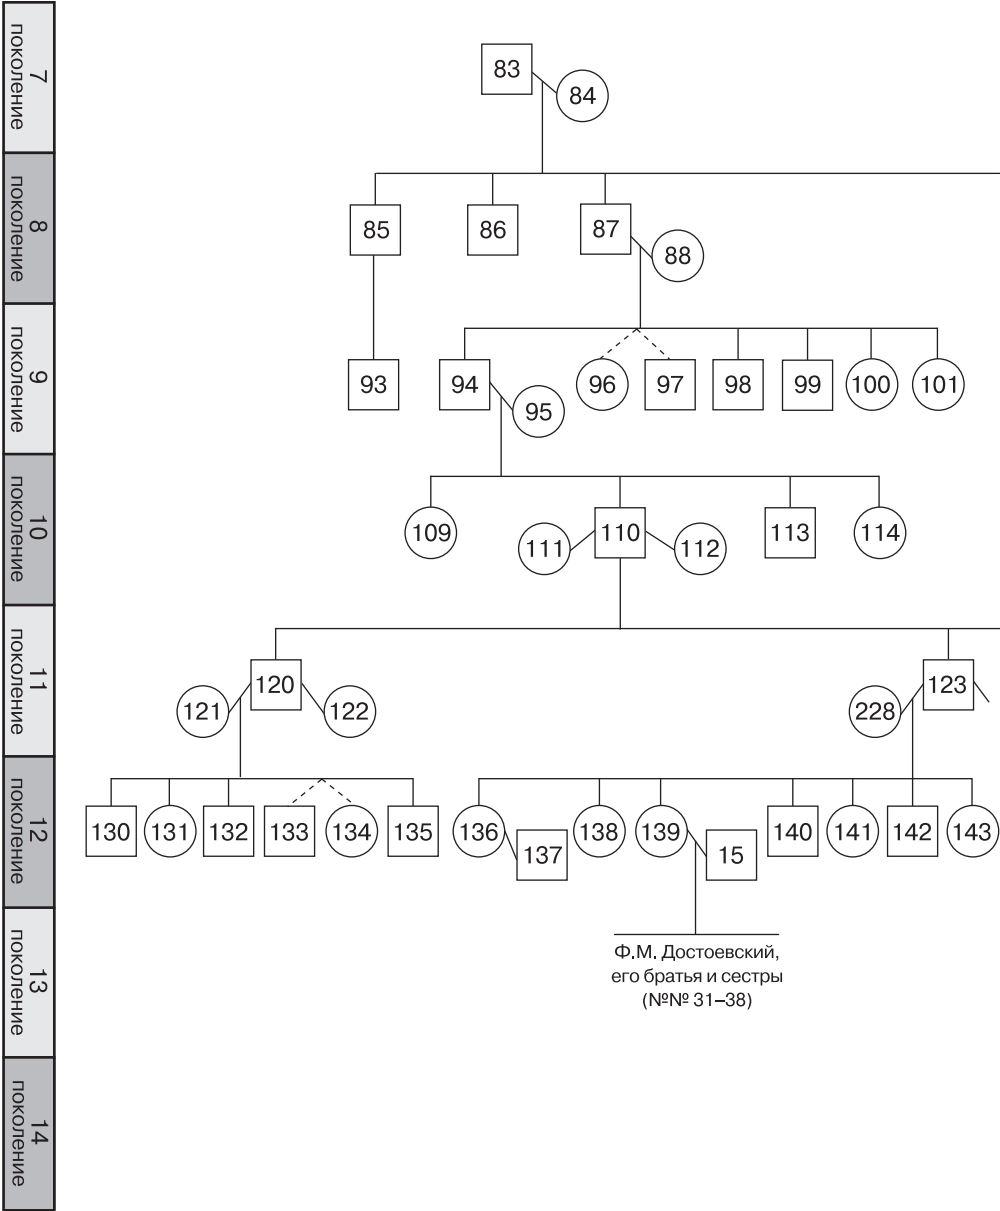 7
поколение
83
84
8
поколение
85 86 87
88
9
поколение
93 94 96 97 98 99 100 101
95
10
поколение
109 110 113 114
111 112
11
поколение
120 123
121 122 228
12
поколение
130 131 132 133 134 135 136 138 139 140 141 142 143
137 15
13
поколение
Ф.М. Достоевский,
его братья и сестры
(№№ 31–38)
14
поколение